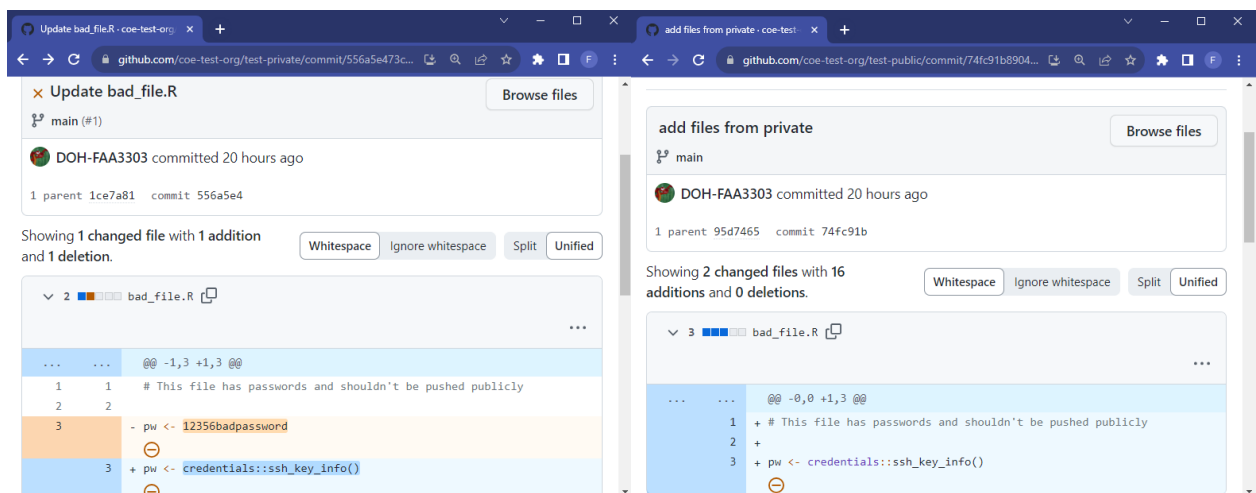 Update bad_file.R · coe-test-org
github.com/coe-test-org/test-private/commit/556a5e473c...
F
Update bad_file.R
Browse files
main (#1)
DOH-FAA3303 committed 20 hours ago
1 parent 1ce7a81 commit 556a5e4
Showing 1 changed file with 1 addition
and 1 deletion.
Whitespace Ignore whitespace Split Unified
2 bad_file.R
... ... @@ -1,3 +1,3 @@
1 1 # This file has passwords and shouldn't be pushed publicly
2 2
3 - pw <- 12356badpassword
3 + pw <- credentials::ssh_key_info()
add files from private · coe-test-
github.com/coe-test-org/test-public/commit/74fc91b8904...
F
add files from private
Browse files
main
DOH-FAA3303 committed 20 hours ago
1 parent 95d7465 commit 74fc91b
Showing 2 changed files with 16
additions and 0 deletions.
Whitespace Ignore whitespace Split Unified
3 bad_file.R
... ... @@ -0,0 +1,3 @@
1 + # This file has passwords and shouldn't be pushed publicly
2 +
3 + pw <- credentials::ssh_key_info()